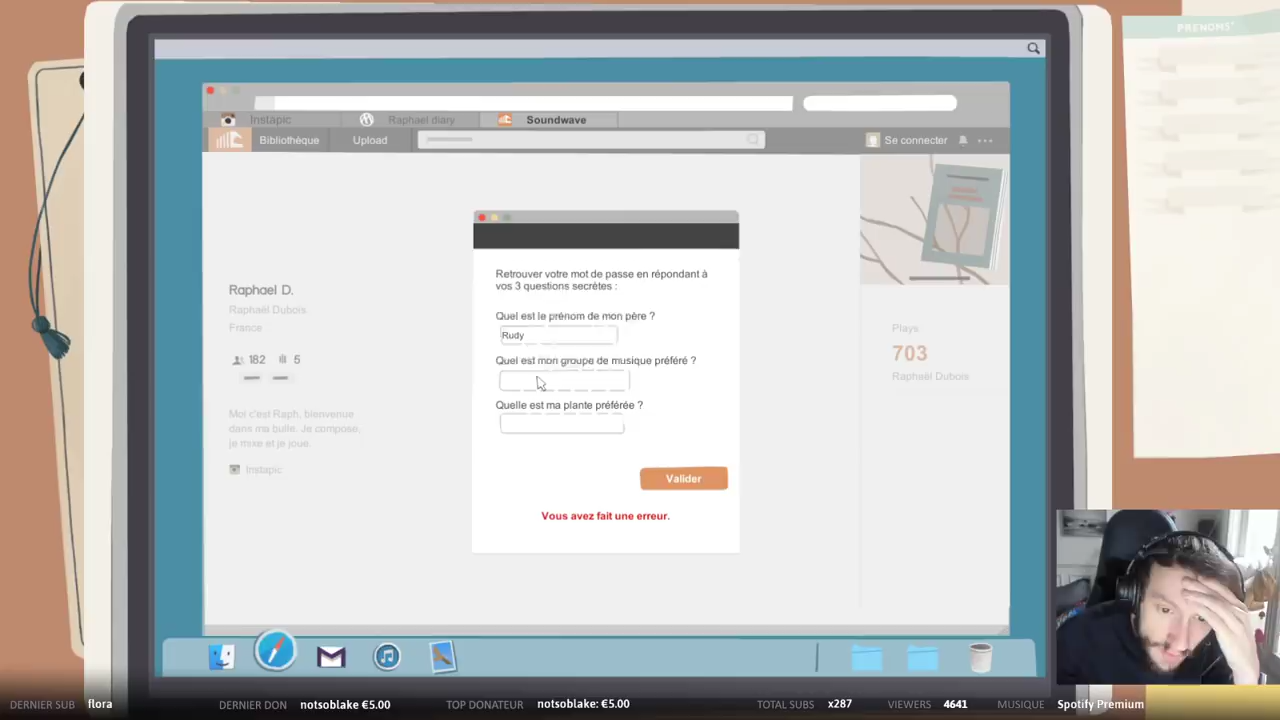 PRENOMS
Instapic
Raphael diary
Soundwave
Bibliothèque
Upload
Se connecter
Raphael D.
Raphaël Dubois
France
182
5
Mot c'est Raph, bienvenue
dans ma bulle. Je compose,
je mixe et je joue.
Instapic
Retrouver votre mot de passe en répondant à
vos 3 questions secrètes :
Quel est le prénom de mon père ?
Rudy
Quel est mon groupe de musique préféré ?
Quelle est ma plante préférée ?
Valider
Vous avez fait une erreur.
Plays
703
Raphaël Dubois
DERNIER SUB flora
DERNIER DON notsoblake €5.00
TOP DONATEUR notsoblake: €5.00
TOTAL SUBS x287
VIEWERS 4641
MUSIQUE Spotify Premium